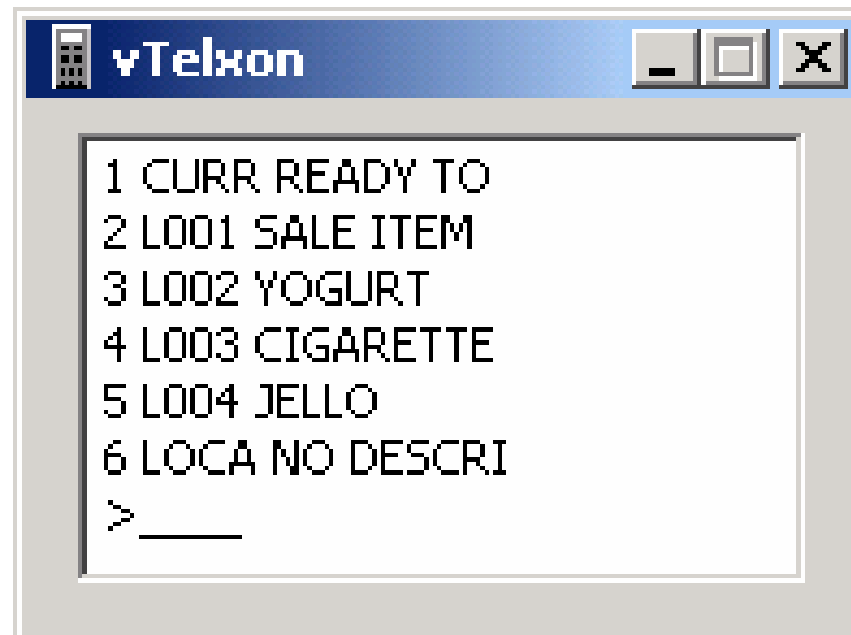 vTelxon
1 CURR READY TO
2 L001 SALE ITEM
3 L002 YOGURT
4 L003 CIGARETTE
5 L004 JELLO
6 LOCA NO DESCRI
>____